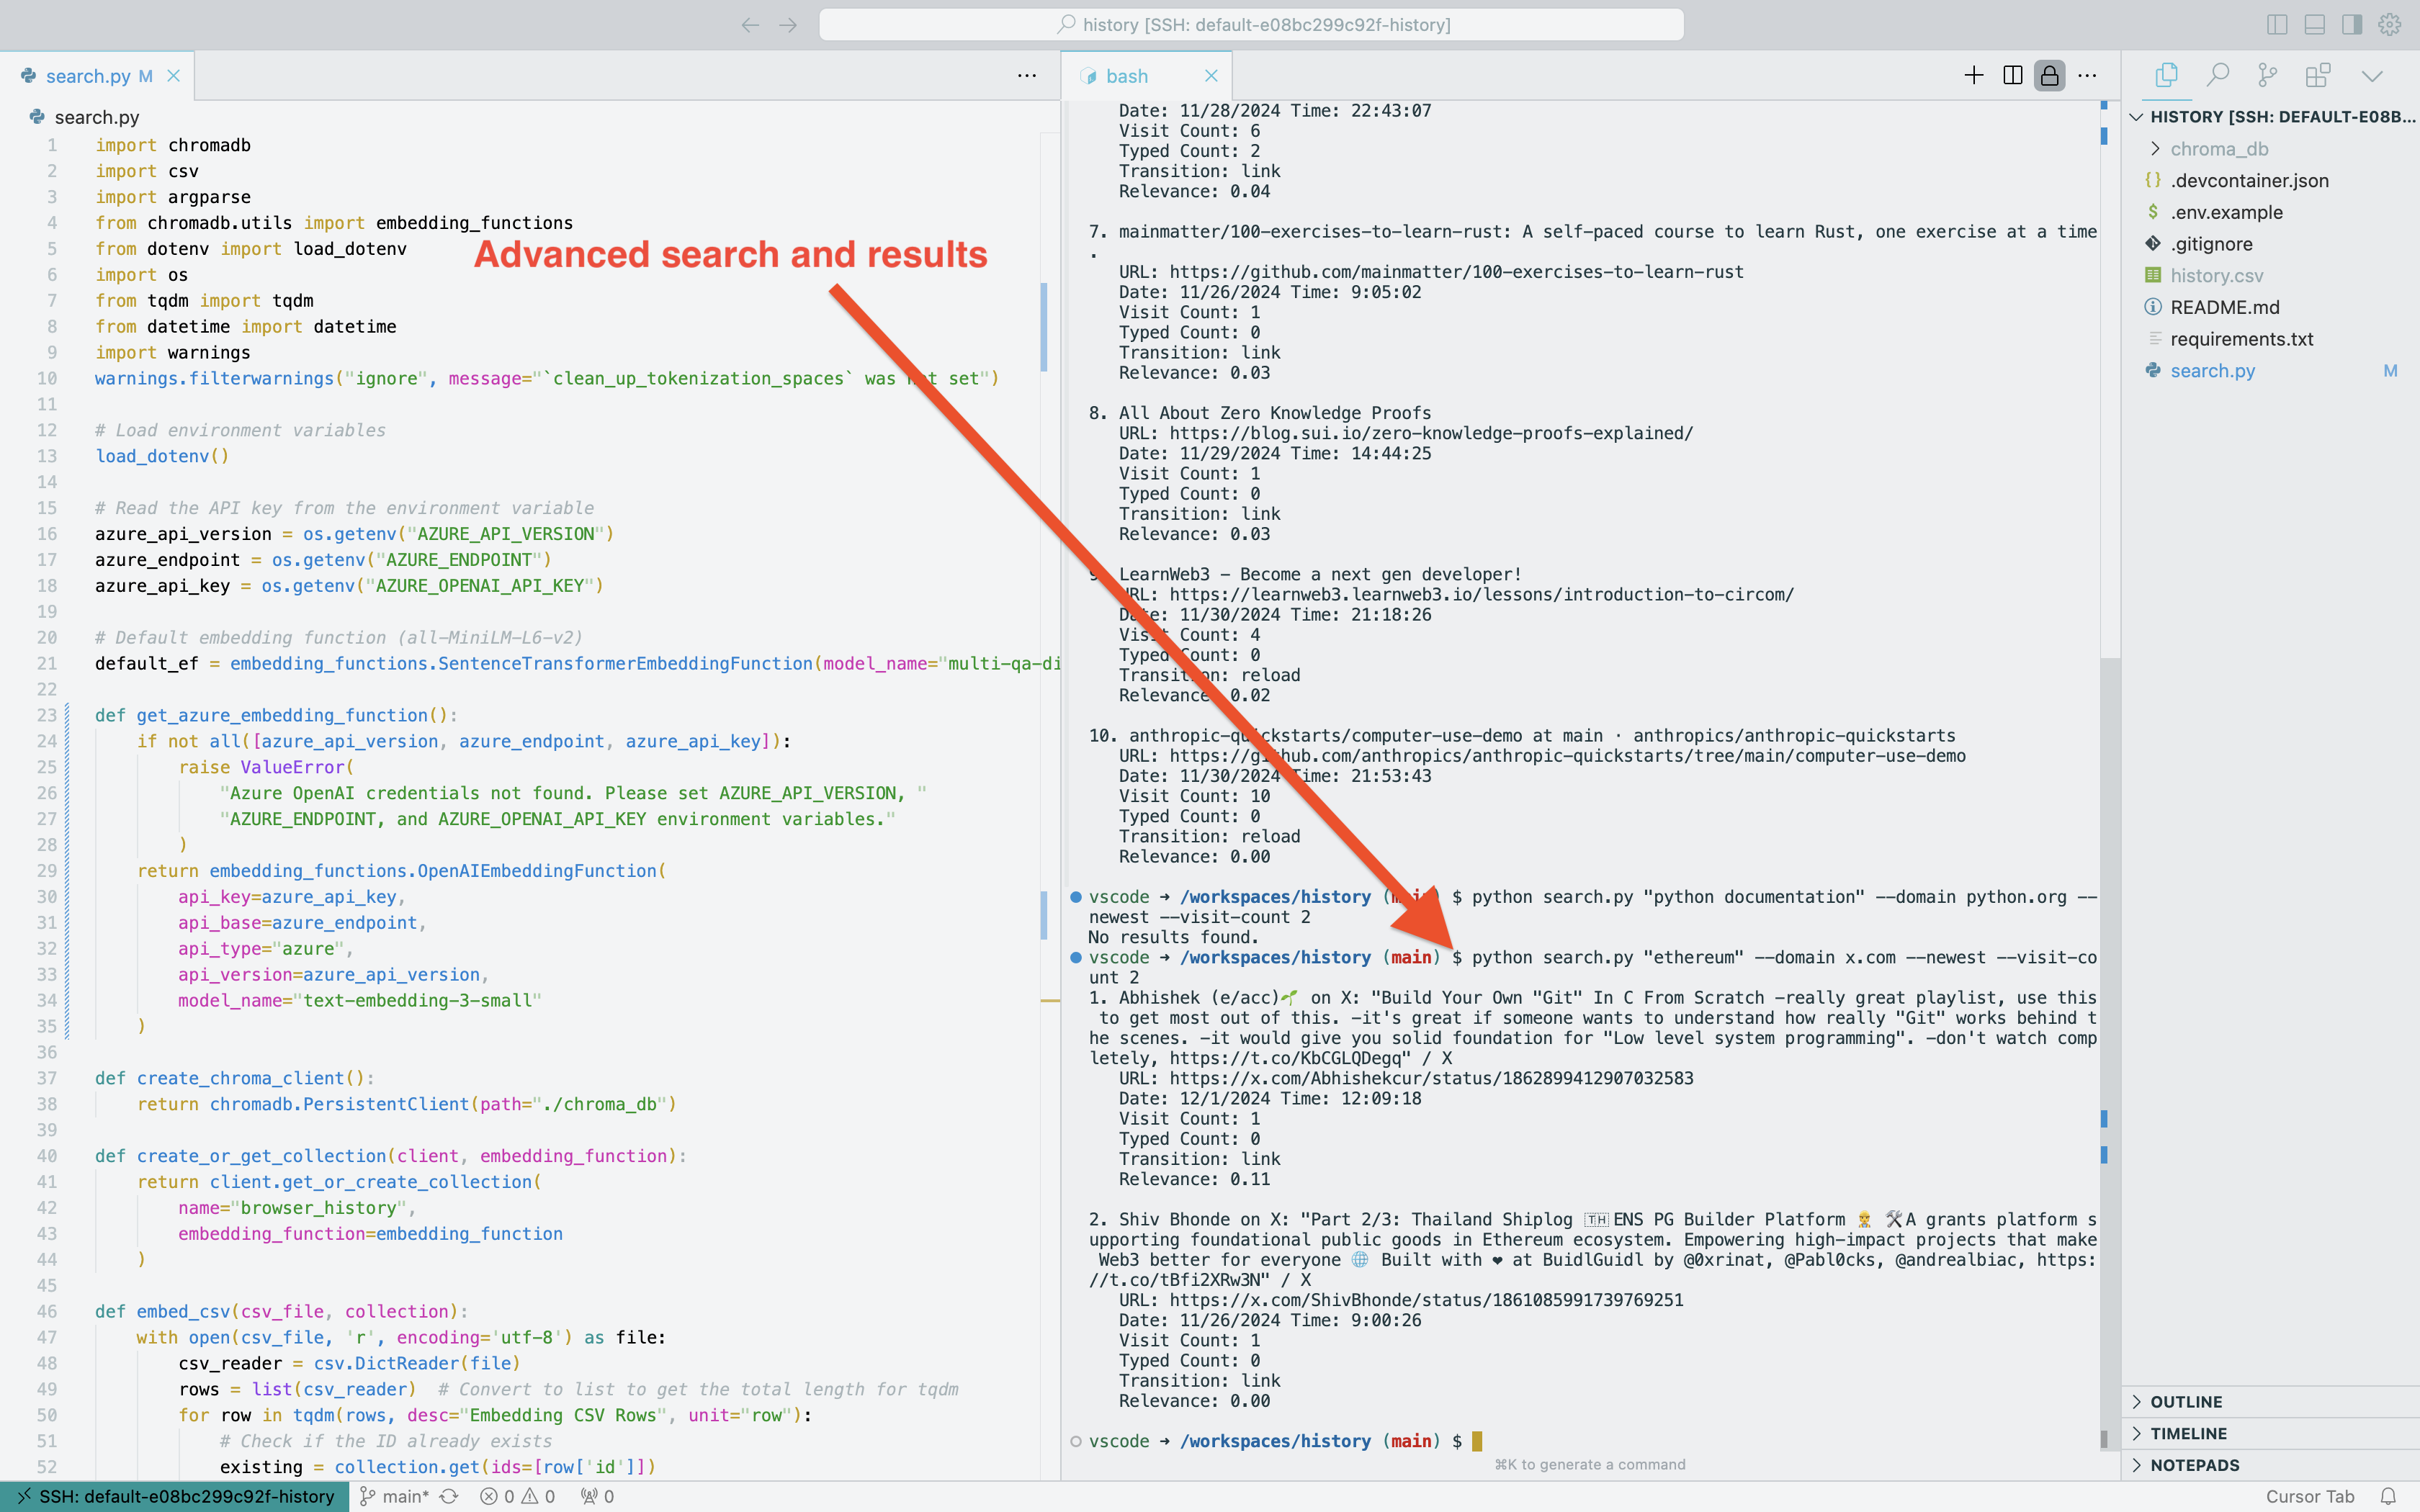 history [SSH: default-e08bc299c92f-history]
search.py M
search.py
1 import chromadb
2 import csv
3 import argparse
4 from chromadb.utils import embedding_functions
5 from dotenv import load_dotenv
Advanced search and results
6 import os
7 from tqdm import tqdm
8 from datetime import datetime
9 import warnings
10 warnings.filterwarnings("ignore", message="`clean_up_tokenization_spaces` was not set")
11
12 # Load environment variables
13 load_dotenv()
14
15 # Read the API key from the environment variable
16 azure_api_version = os.getenv("AZURE_API_VERSION")
17 azure_endpoint = os.getenv("AZURE_ENDPOINT")
18 azure_api_key = os.getenv("AZURE_OPENAI_API_KEY")
19
20 # Default embedding function (all-MiniLM-L6-v2)
21 default_ef = embedding_functions.SentenceTransformerEmbeddingFunction(model_name="multi-qa-di
22
23 def get_azure_embedding_function():
24 if not all([azure_api_version, azure_endpoint, azure_api_key]):
25 raise ValueError(
26 "Azure OpenAI credentials not found. Please set AZURE_API_VERSION, "
27 "AZURE_ENDPOINT, and AZURE_OPENAI_API_KEY environment variables."
28 )
29 return embedding_functions.OpenAIEmbeddingFunction(
30 api_key=azure_api_key,
31 api_base=azure_endpoint,
32 api_type="azure",
33 api_version=azure_api_version,
34 model_name="text-embedding-3-small"
35 )
36
37 def create_chroma_client():
38 return chromadb.PersistentClient(path="./chroma_db")
39
40 def create_or_get_collection(client, embedding_function):
41 return client.get_or_create_collection(
42 name="browser_history",
43 embedding_function=embedding_function
44 )
45
46 def embed_csv(csv_file, collection):
47 with open(csv_file, 'r', encoding='utf-8') as file:
48 csv_reader = csv.DictReader(file)
49 rows = list(csv_reader) # Convert to list to get the total length for tqdm
50 for row in tqdm(rows, desc="Embedding CSV Rows", unit="row"):
51 # Check if the ID already exists
52 existing = collection.get(ids=[row['id']])
bash
Date: 11/28/2024 Time: 22:43:07
Visit Count: 6
Typed Count: 2
Transition: link
Relevance: 0.04
7. mainmatter/100-exercises-to-learn-rust: A self-paced course to learn Rust, one exercise at a time
.
URL: https://github.com/mainmatter/100-exercises-to-learn-rust
Date: 11/26/2024 Time: 9:05:02
Visit Count: 1
Typed Count: 0
Transition: link
Relevance: 0.03
8. All About Zero Knowledge Proofs
URL: https://blog.sui.io/zero-knowledge-proofs-explained/
Date: 11/29/2024 Time: 14:44:25
Visit Count: 1
Typed Count: 0
Transition: link
Relevance: 0.03
9. LearnWeb3 - Become a next gen developer!
URL: https://learnweb3.learnweb3.io/lessons/introduction-to-circom/
Date: 11/30/2024 Time: 21:18:26
Visit Count: 4
Typed Count: 0
Transition: reload
Relevance: 0.02
10. anthropic-quickstarts/computer-use-demo at main · anthropics/anthropic-quickstarts
URL: https://github.com/anthropics/anthropic-quickstarts/tree/main/computer-use-demo
Date: 11/30/2024 Time: 21:53:43
Visit Count: 10
Typed Count: 0
Transition: reload
Relevance: 0.00
vscode → /workspaces/history (main) $ python search.py "python documentation" --domain python.org --
newest --visit-count 2
No results found.
vscode → /workspaces/history (main) $ python search.py "ethereum" --domain x.com --newest --visit-co
unt 2
1. Abhishek (e/acc)🌱 on X: "Build Your Own "Git" In C From Scratch -really great playlist, use this
to get most out of this. -it's great if someone wants to understand how really "Git" works behind t
he scenes. -it would give you solid foundation for "Low level system programming". -don't watch comp
letely, https://t.co/KbCGLQDegq" / X
URL: https://x.com/Abhishekcur/status/1862899412907032583
Date: 12/1/2024 Time: 12:09:18
Visit Count: 1
Typed Count: 0
Transition: link
Relevance: 0.11
2. Shiv Bhonde on X: "Part 2/3: Thailand Shiplog 🇹🇭 ENS PG Builder Platform 👷 🛠️A grants platform s
upporting foundational public goods in Ethereum ecosystem. Empowering high-impact projects that make
Web3 better for everyone 🌐 Built with ❤️ at BuidlGuidl by @0xrinat, @Pabl0cks, @andrealbiac, https:
//t.co/tBfi2XRw3N" / X
URL: https://x.com/ShivBhonde/status/1861085991739769251
Date: 11/26/2024 Time: 9:00:26
Visit Count: 1
Typed Count: 0
Transition: link
Relevance: 0.00
vscode → /workspaces/history (main) $
⌘K to generate a command
HISTORY [SSH: DEFAULT-E08B...
chroma_db
.devcontainer.json
.env.example
.gitignore
history.csv
README.md
requirements.txt
search.py M
OUTLINE
TIMELINE
NOTEPADS
SSH: default-e08bc299c92f-history main* 0 0 0
Cursor Tab